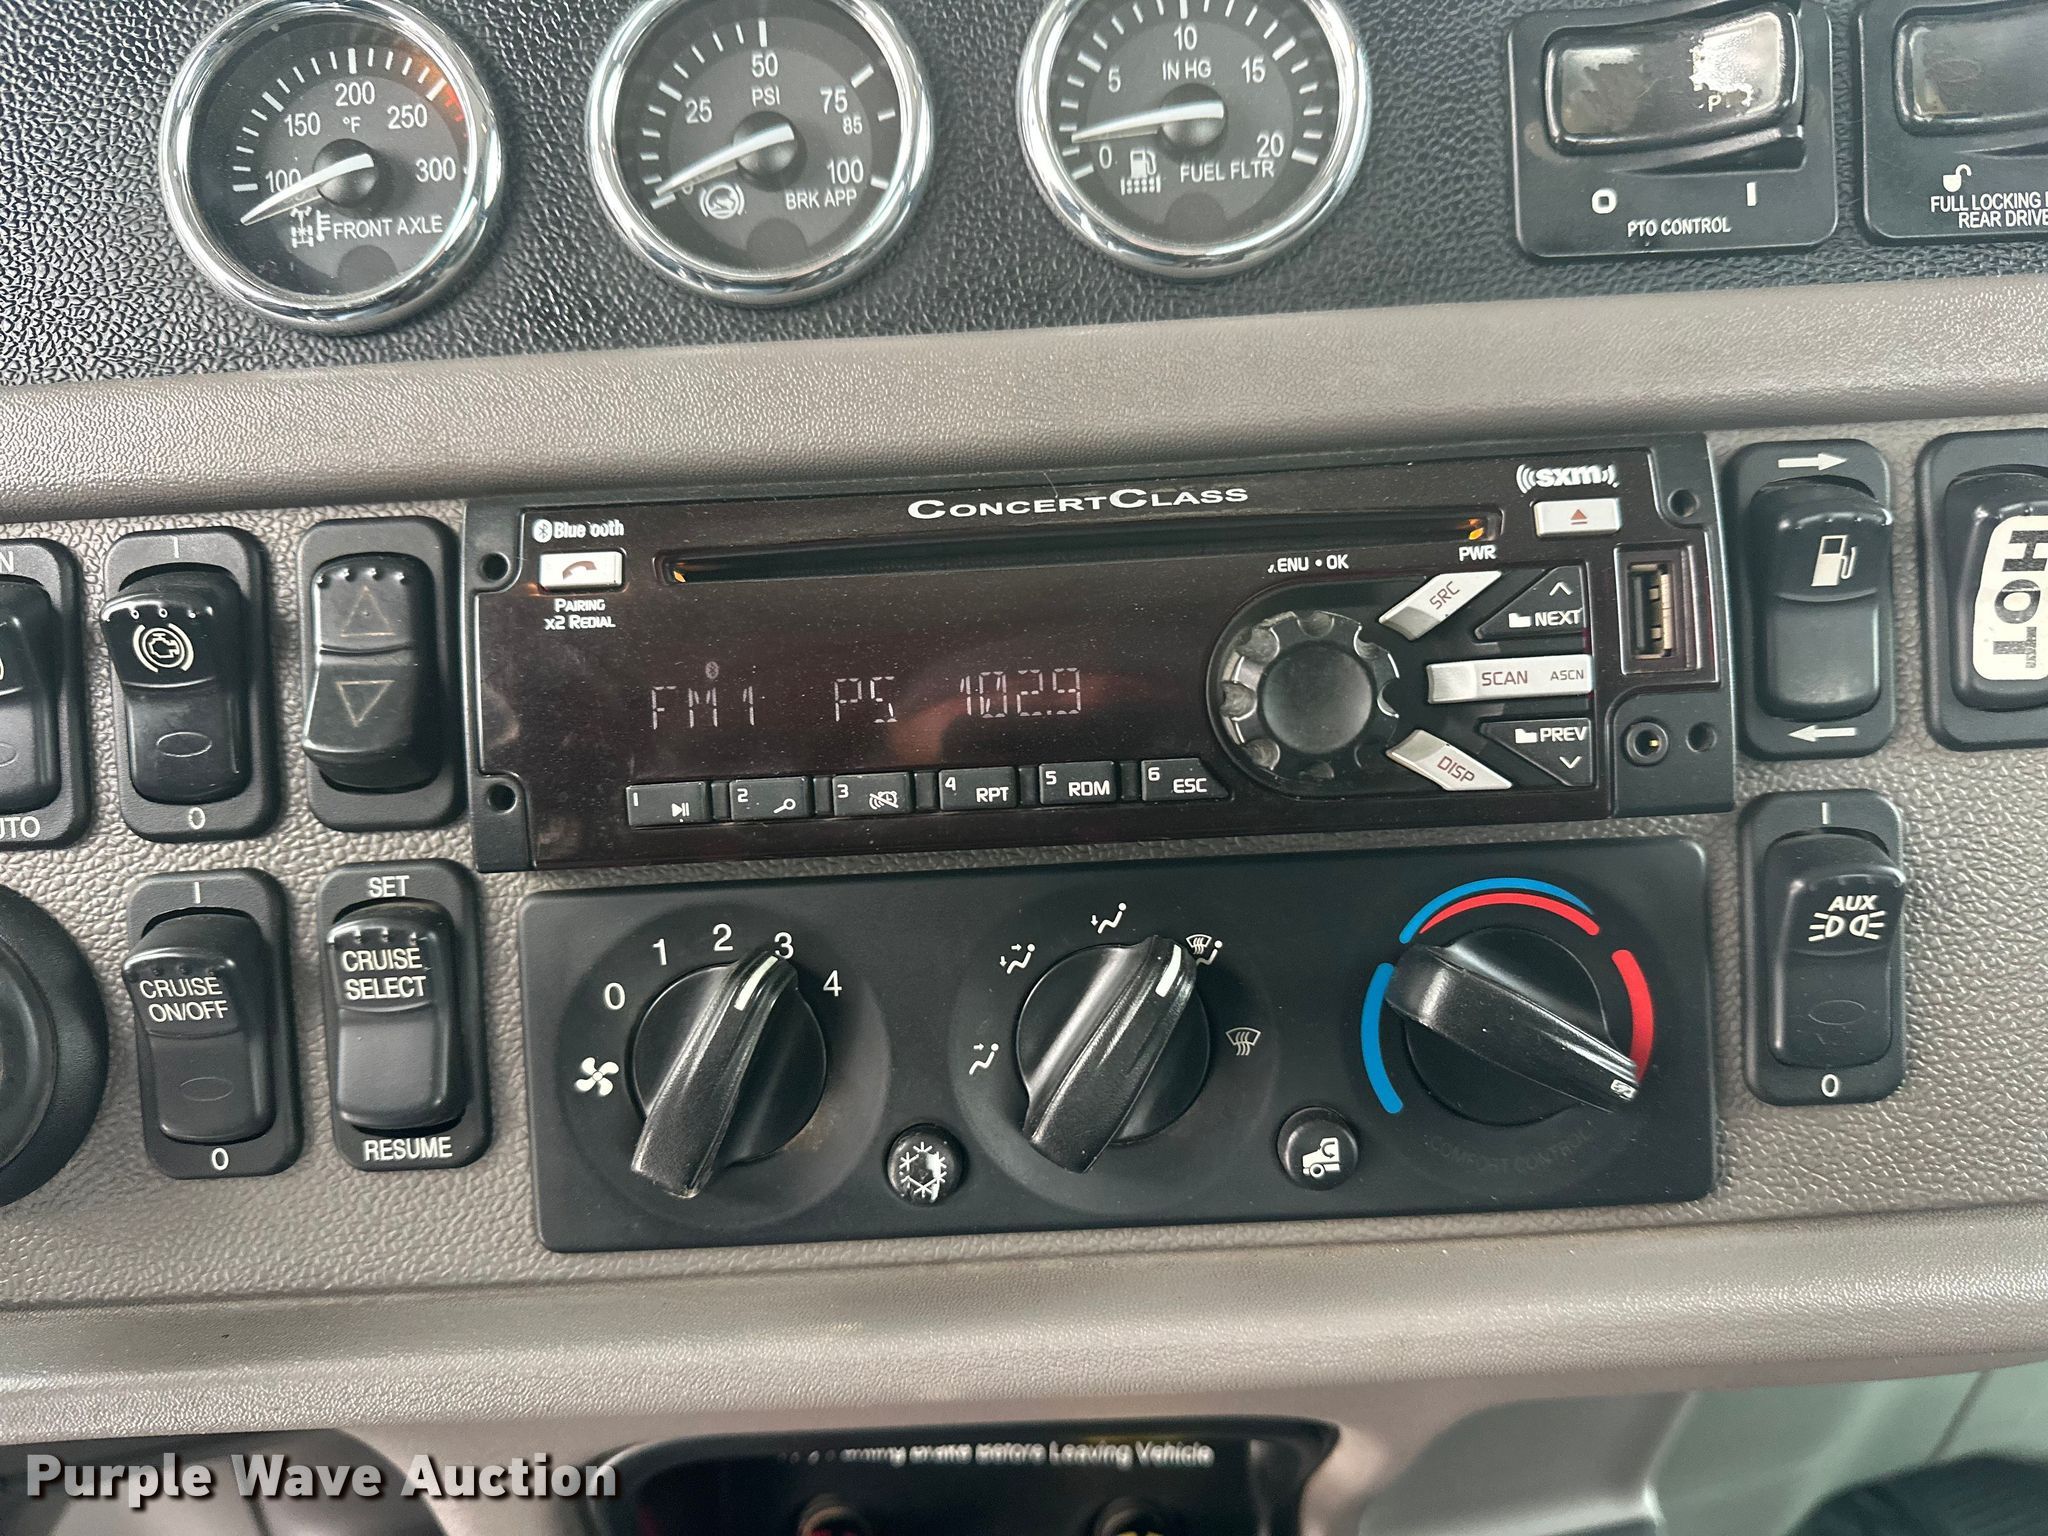 50
10
200
PSI
IN HG
150
°F
250
25
75
85
5
15
100
300
0
100
0
20
FRONT AXLE
BRK APP
FUEL FLTR
O I
PTO CONTROL
FULL LOCKING
REAR DRIVE
ConcertClass
((sxm))
Bluetooth
PAIRING
x2 REDIAL
OK
PWR
SRC
NEXT
SCAN ASCN
PREV
DISP
FM1 PS 102.9
1
2
3
4 RPT
5 RDM
6 ESC
I
O
HOT
I
CRUISE
ON/OFF
O
SET
CRUISE
SELECT
RESUME
0 1 2 3 4
COMFORT CONTROL
I
AUX
O
Before Leaving Vehicle
Purple Wave Auction